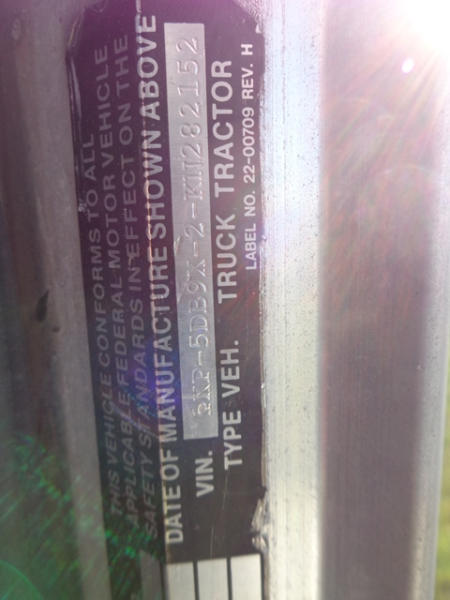 THIS VEHICLE CONFORMS TO ALL
APPLICABLE FEDERAL MOTOR VEHICLE
SAFETY STANDARDS IN EFFECT ON THE
DATE OF MANUFACTURE SHOWN ABOVE
VIN.
TYPE VEH. TRUCK TRACTOR
LABEL NO. 22-00709 REV. H